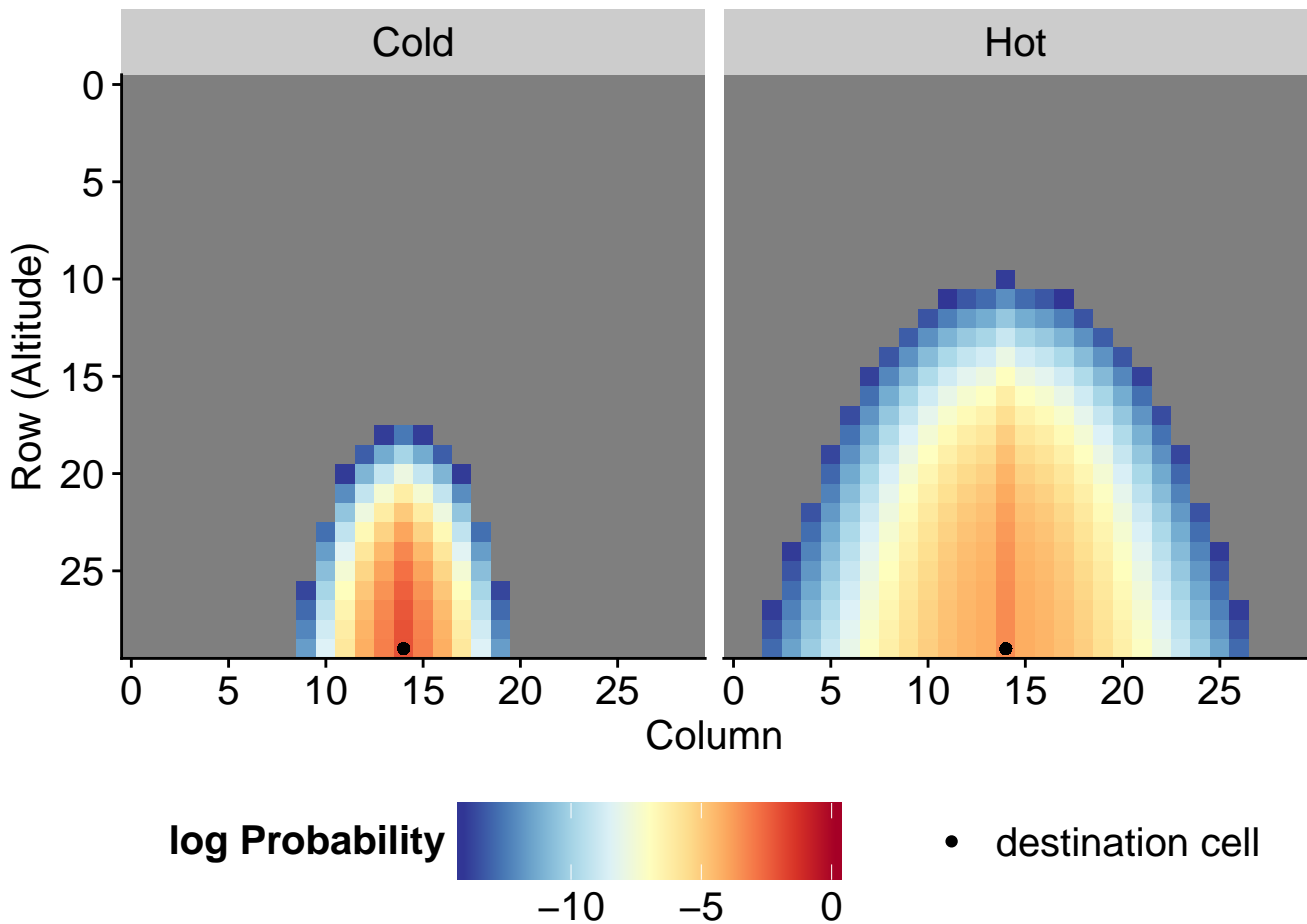 Cold Hot
0
5
10
15
20
25
Row (Altitude)
0 5 10 15 20 25 0 5 10 15 20 25
Column
log Probability
−10 −5 0
destination cell